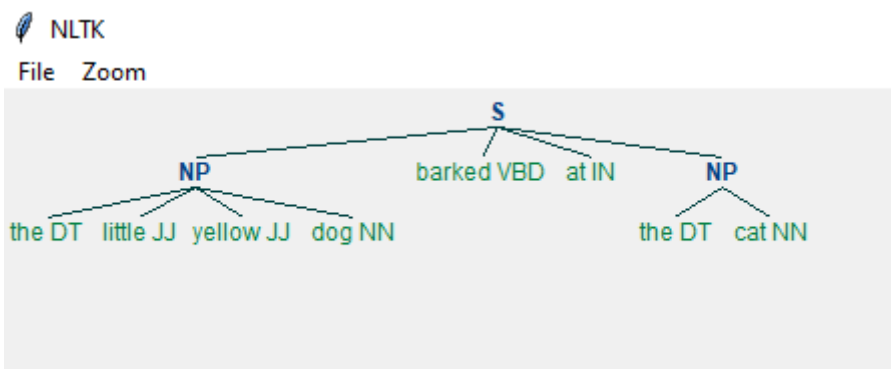 NLTK
File Zoom
S
NP barked VBD at IN NP
the DT little JJ yellow JJ dog NN the DT cat NN